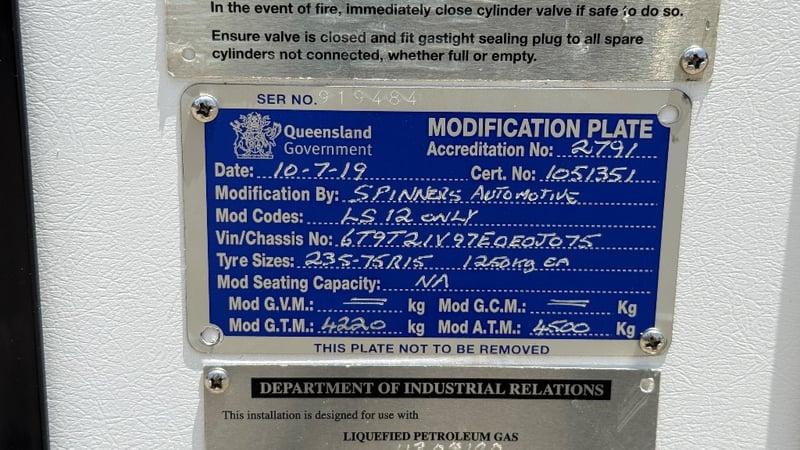 In the event of fire, immediately close cylinder valve if safe to do so.
Ensure valve is closed and fit gastight sealing plug to all spare
cylinders not connected, whether full or empty.
SER NO. 919484
Queensland
Government
MODIFICATION PLATE
Accreditation No: 2791
Date: 10-7-19 Cert. No: 1051351
Modification By: SPINNERS AUTOMOTIVE
Mod Codes: LS 12 ONLY
Vin/Chassis No: 6T9T21V97E0E0J075
Tyre Sizes: 235-75R15 1250kg EA
Mod Seating Capacity: NA
Mod G.V.M.: kg Mod G.C.M.: Kg
Mod G.T.M.: 4220 kg Mod A.T.M.: 4500 Kg
THIS PLATE NOT TO BE REMOVED
DEPARTMENT OF INDUSTRIAL RELATIONS
This installation is designed for use with
LIQUEFIED PETROLEUM GAS